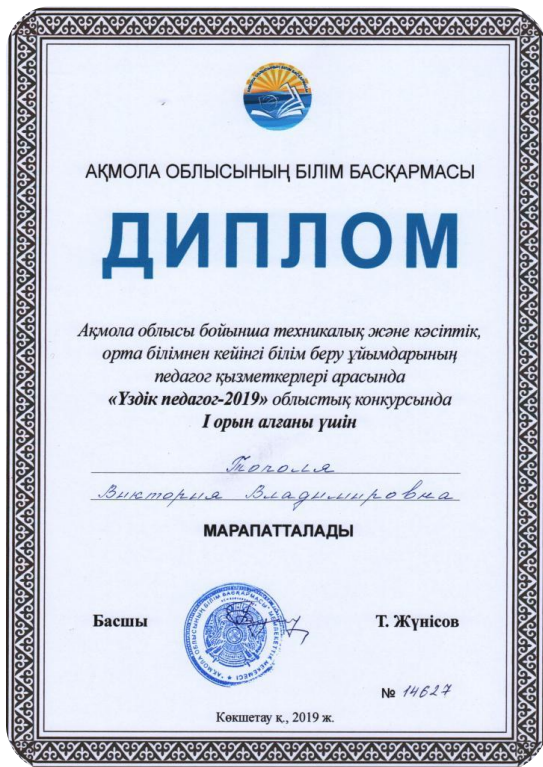 АҚМОЛА ОБЛЫСЫНЫҢ БІЛІМ БАСҚАРМАСЫ
ДИПЛОМ
Ақмола облысы бойынша техникалық және кәсіптік,
орта білімнен кейінгі білім беру ұйымдарының
педагог қызметкерлері арасында
«Үздік педагог-2019» облыстық конкурсында
I орын алғаны үшін
Тополя
Виктория Владимировна
МАРАПАТТАЛАДЫ
Басшы
Т. Жүнісов
№ 14627
Көкшетау қ., 2019 ж.